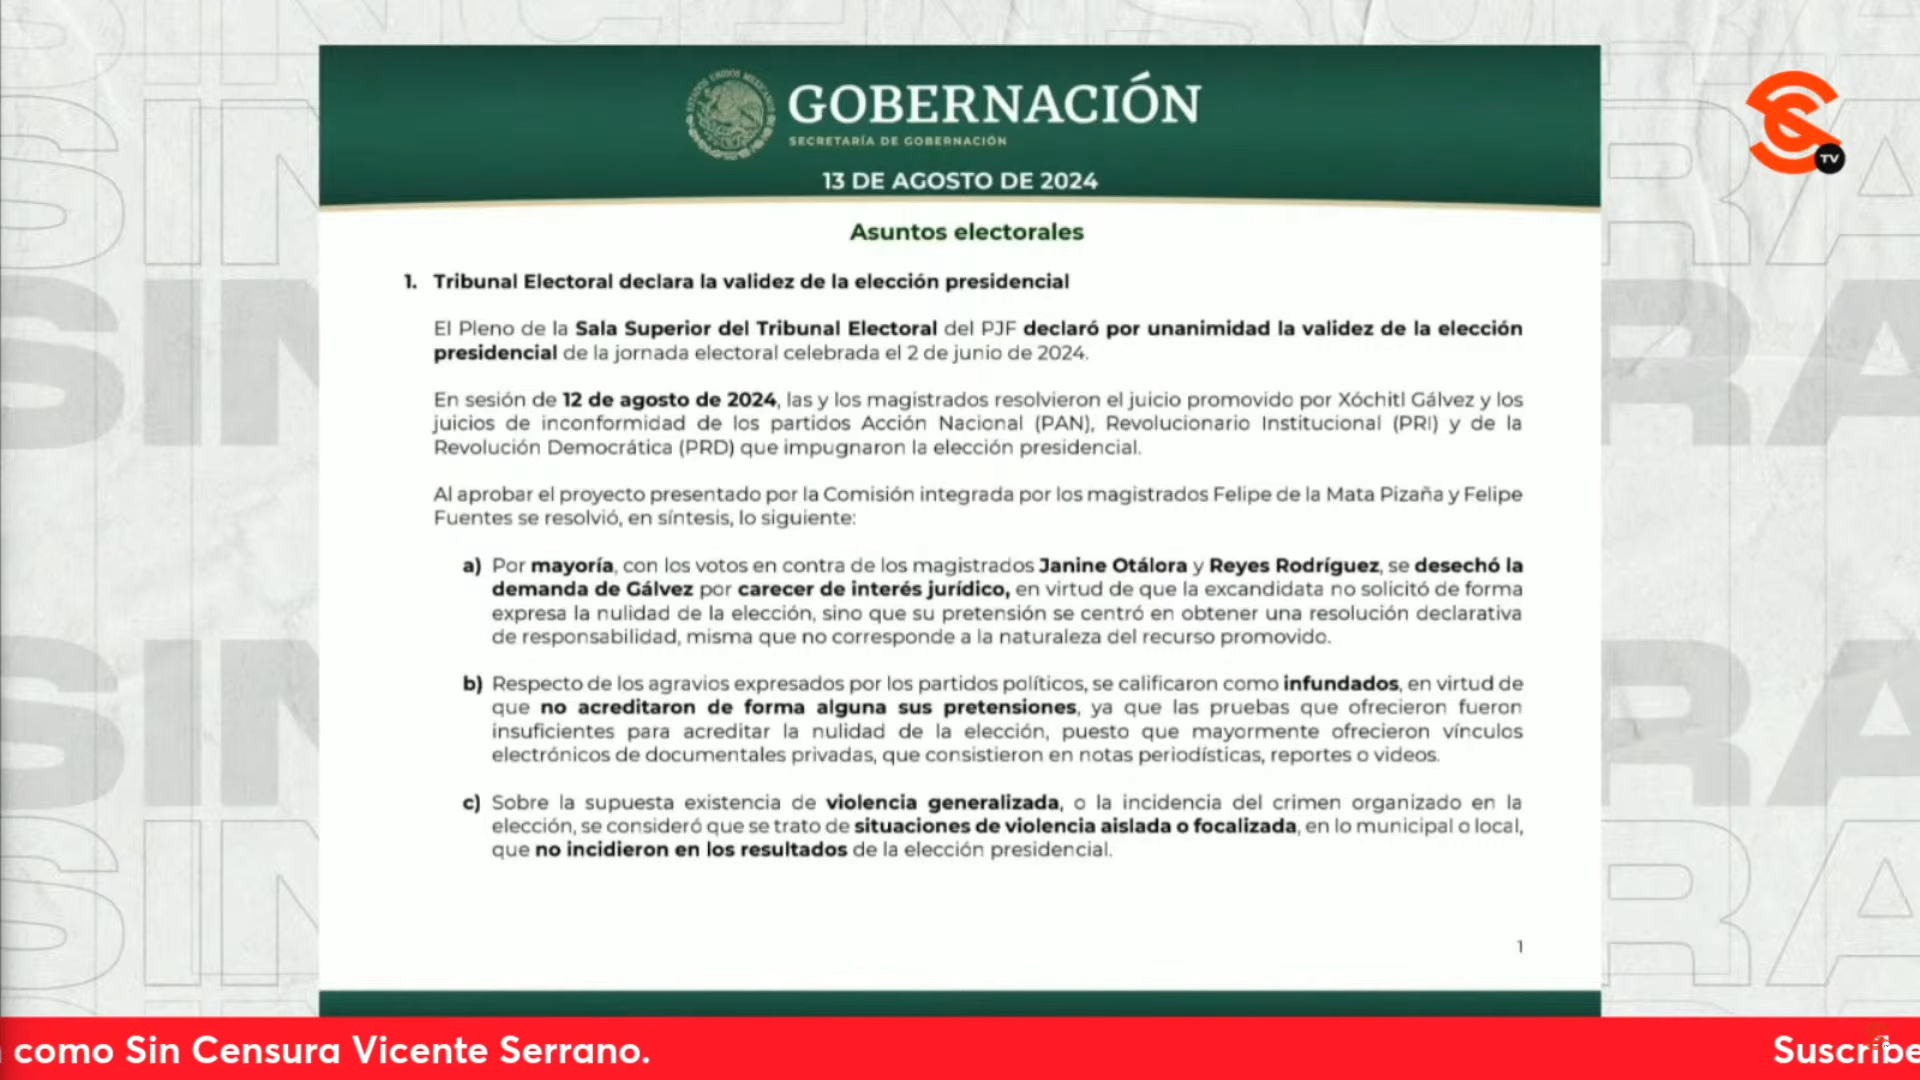 GOBERNACIÓN
SECRETARÍA DE GOBERNACIÓN
13 DE AGOSTO DE 2024
TV
Asuntos electorales
1. Tribunal Electoral declara la validez de la elección presidencial
El Pleno de la Sala Superior del Tribunal Electoral del PJF declaró por unanimidad la validez de la elección
presidencial de la jornada electoral celebrada el 2 de junio de 2024.
En sesión de 12 de agosto de 2024, las y los magistrados resolvieron el juicio promovido por Xóchitl Gálvez y los
juicios de inconformidad de los partidos Acción Nacional (PAN), Revolucionario Institucional (PRI) y de la
Revolución Democrática (PRD) que impugnaron la elección presidencial.
Al aprobar el proyecto presentado por la Comisión integrada por los magistrados Felipe de la Mata Pizaña y Felipe
Fuentes se resolvió, en síntesis, lo siguiente:
a) Por mayoría, con los votos en contra de los magistrados Janine Otálora y Reyes Rodríguez, se desechó la
demanda de Gálvez por carecer de interés jurídico, en virtud de que la excandidata no solicitó de forma
expresa la nulidad de la elección, sino que su pretensión se centró en obtener una resolución declarativa
de responsabilidad, misma que no corresponde a la naturaleza del recurso promovido.
b) Respecto de los agravios expresados por los partidos políticos, se calificaron como infundados, en virtud de
que no acreditaron de forma alguna sus pretensiones, ya que las pruebas que ofrecieron fueron
insuficientes para acreditar la nulidad de la elección, puesto que mayormente ofrecieron vínculos
electrónicos de documentales privadas, que consistieron en notas periodísticas, reportes o videos.
c) Sobre la supuesta existencia de violencia generalizada, o la incidencia del crimen organizado en la
elección, se consideró que se trato de situaciones de violencia aislada o focalizada, en lo municipal o local,
que no incidieron en los resultados de la elección presidencial.
1
como Sin Censura Vicente Serrano.
Suscríbe